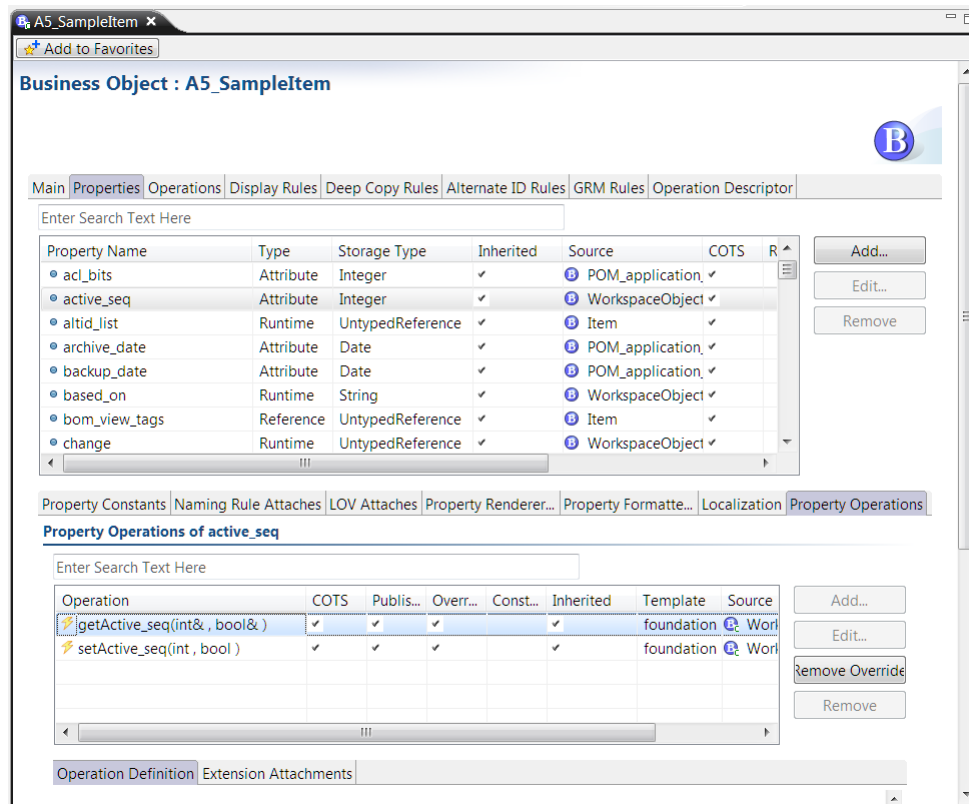 A5_SampleItem
Add to Favorites
Business Object : A5_SampleItem
B
Main Properties Operations Display Rules Deep Copy Rules Alternate ID Rules GRM Rules Operation Descriptor
Enter Search Text Here
Property Name Type Storage Type Inherited Source COTS R Add...
acl_bits Attribute Integer ✔ B POM_application_ ✔
Edit...
active_seq Attribute Integer ✔ B WorkspaceObject ✔
altid_list Runtime UntypedReference ✔ B Item ✔ Remove
archive_date Attribute Date ✔ B POM_application_ ✔
backup_date Attribute Date ✔ B POM_application_ ✔
based_on Runtime String ✔ B WorkspaceObject ✔
bom_view_tags Reference UntypedReference ✔ B Item ✔
change Runtime UntypedReference ✔ B WorkspaceObject ✔
Property Constants Naming Rule Attaches LOV Attaches Property Renderer... Property Formatte... Localization Property Operations
Property Operations of active_seq
Enter Search Text Here
Operation COTS Publis... Overr... Const... Inherited Template Source Add...
getActive_seq(int& , bool& ) ✔ ✔ ✔ ✔ foundation Work
Edit...
setActive_seq(int , bool ) ✔ ✔ ✔ ✔ foundation Work
Remove Override
Remove
Operation Definition Extension Attachments